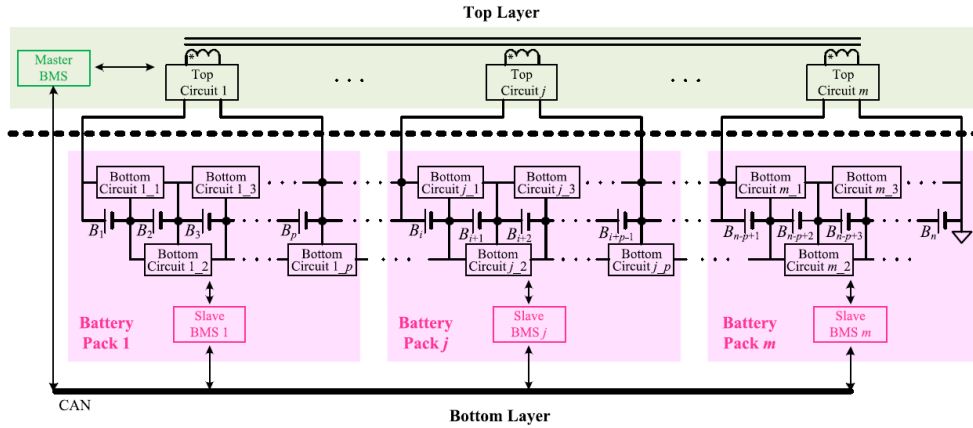 Top Layer
Master
BMS
*
Top
Circuit 1
. . .
*
Top
Circuit j
. . .
*
Top
Circuit m
Bottom
Circuit 1_1
Bottom
Circuit 1_3
Bottom
Circuit j_1
Bottom
Circuit j_3
Bottom
Circuit m_1
Bottom
Circuit m_3
B1
B2
B3
Bp
Bi
Bi+1
Bi+2
Bi+p-1
Bn-p+1
Bn-p+2
Bn-p+3
Bn
Bottom
Circuit 1_2
Bottom
Circuit 1_p
Bottom
Circuit j_2
Bottom
Circuit j_p
Bottom
Circuit m_2
Battery
Pack 1
Slave
BMS 1
Battery
Pack j
Slave
BMS j
Battery
Pack m
Slave
BMS m
CAN
Bottom Layer